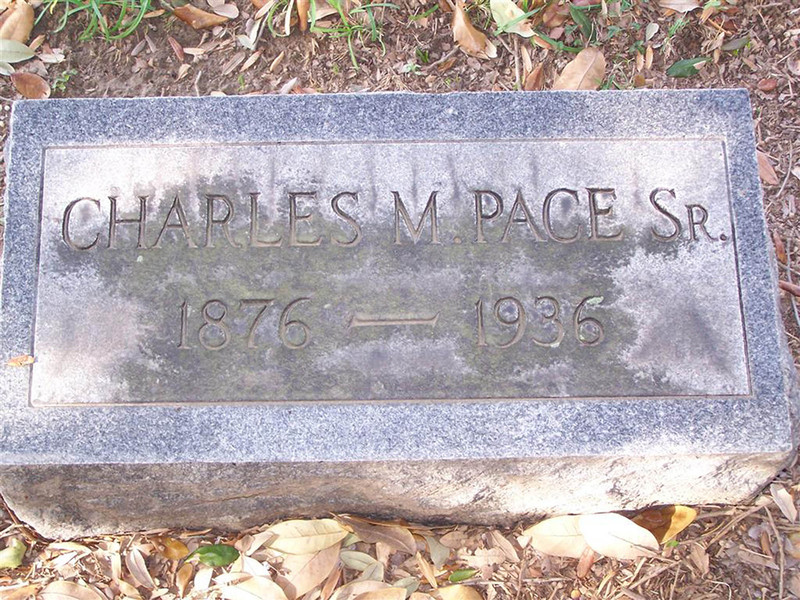 CHARLES M. PACE SR.
1876 — 1936